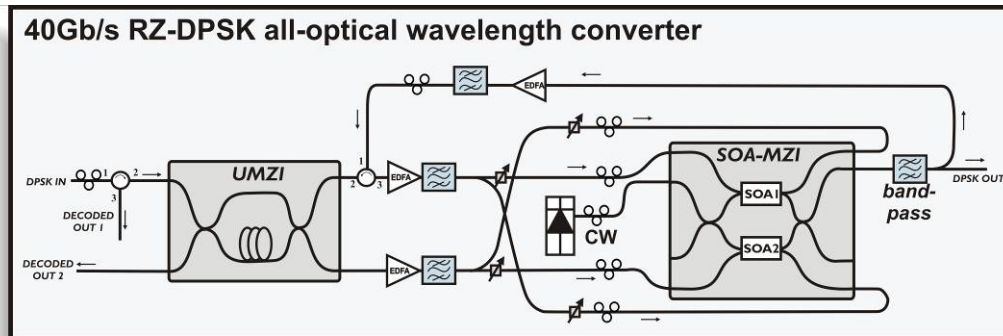 40Gb/s RZ-DPSK all-optical wavelength converter
EDFA
DPSK IN
1
2
3
DECODED
OUT 1
DECODED
OUT 2
UMZI
1
2
3
EDFA
EDFA
CW
SOA-MZI
SOA1
SOA2
band-
pass
DPSK OUT